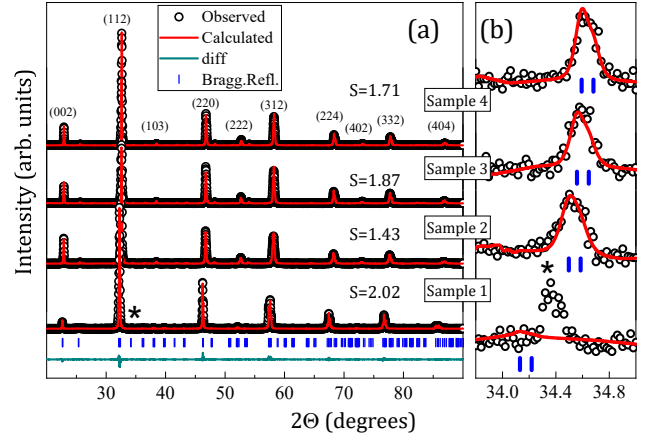 Observed
Calculated
diff
Bragg.Refl.
(a)
(b)
(112)
(002)
(103)
(220)
(222)
(312)
(224)
(402)
(332)
(404)
S=1.71
S=1.87
S=1.43
S=2.02
*
Sample 4
Sample 3
Sample 2
Sample 1
*
Intensity (arb. units)
20 30 40 50 60 70 80
34.0 34.4 34.8
2Θ (degrees)